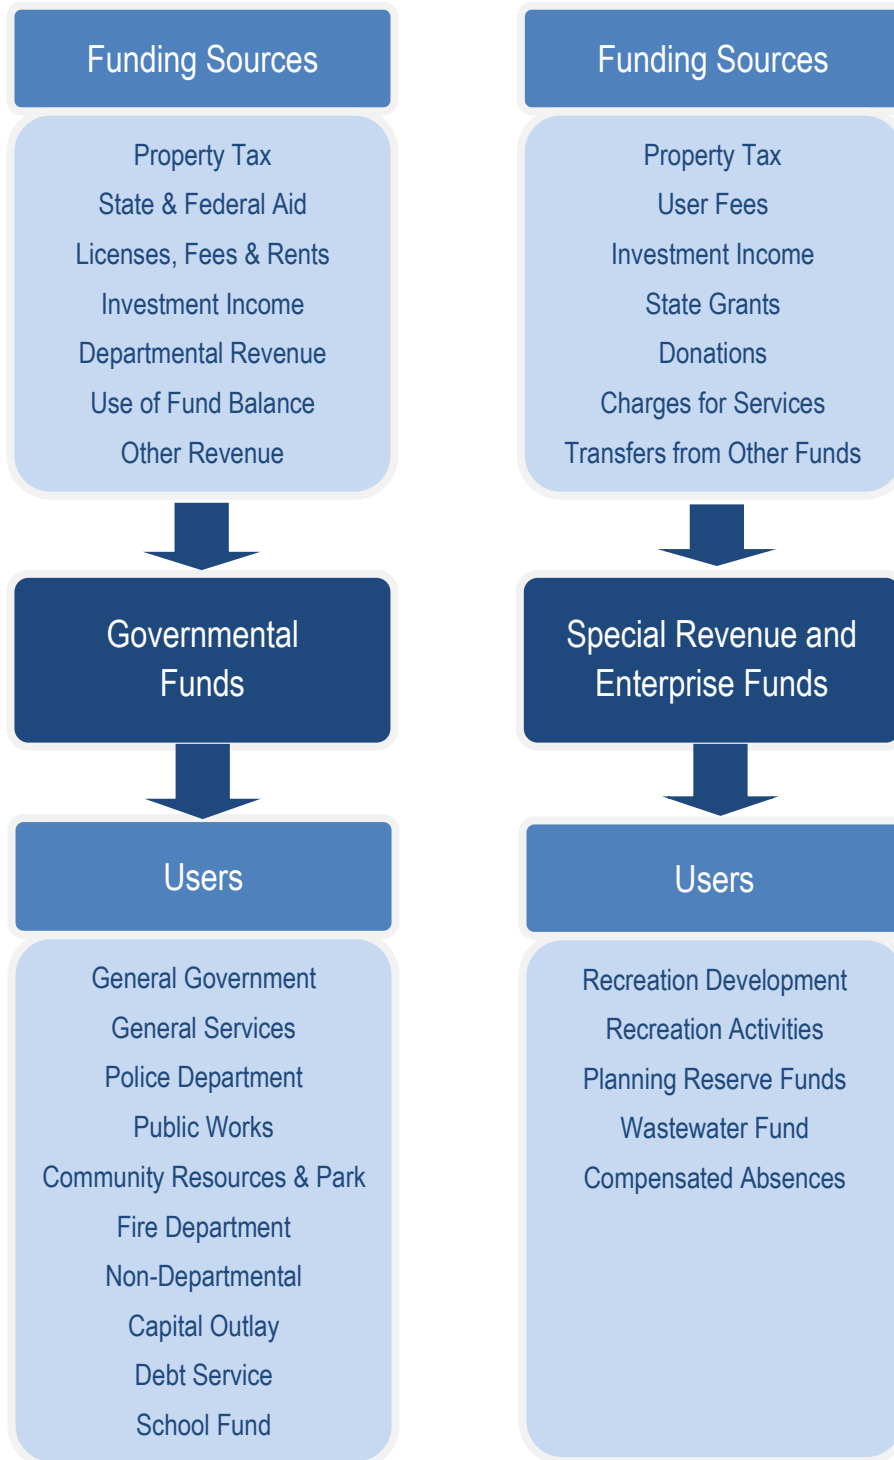 Funding Sources
Property Tax
State & Federal Aid
Licenses, Fees & Rents
Investment Income
Departmental Revenue
Use of Fund Balance
Other Revenue
Governmental
Funds
Users
General Government
General Services
Police Department
Public Works
Community Resources & Park
Fire Department
Non-Departmental
Capital Outlay
Debt Service
School Fund
Funding Sources
Property Tax
User Fees
Investment Income
State Grants
Donations
Charges for Services
Transfers from Other Funds
Special Revenue and
Enterprise Funds
Users
Recreation Development
Recreation Activities
Planning Reserve Funds
Wastewater Fund
Compensated Absences